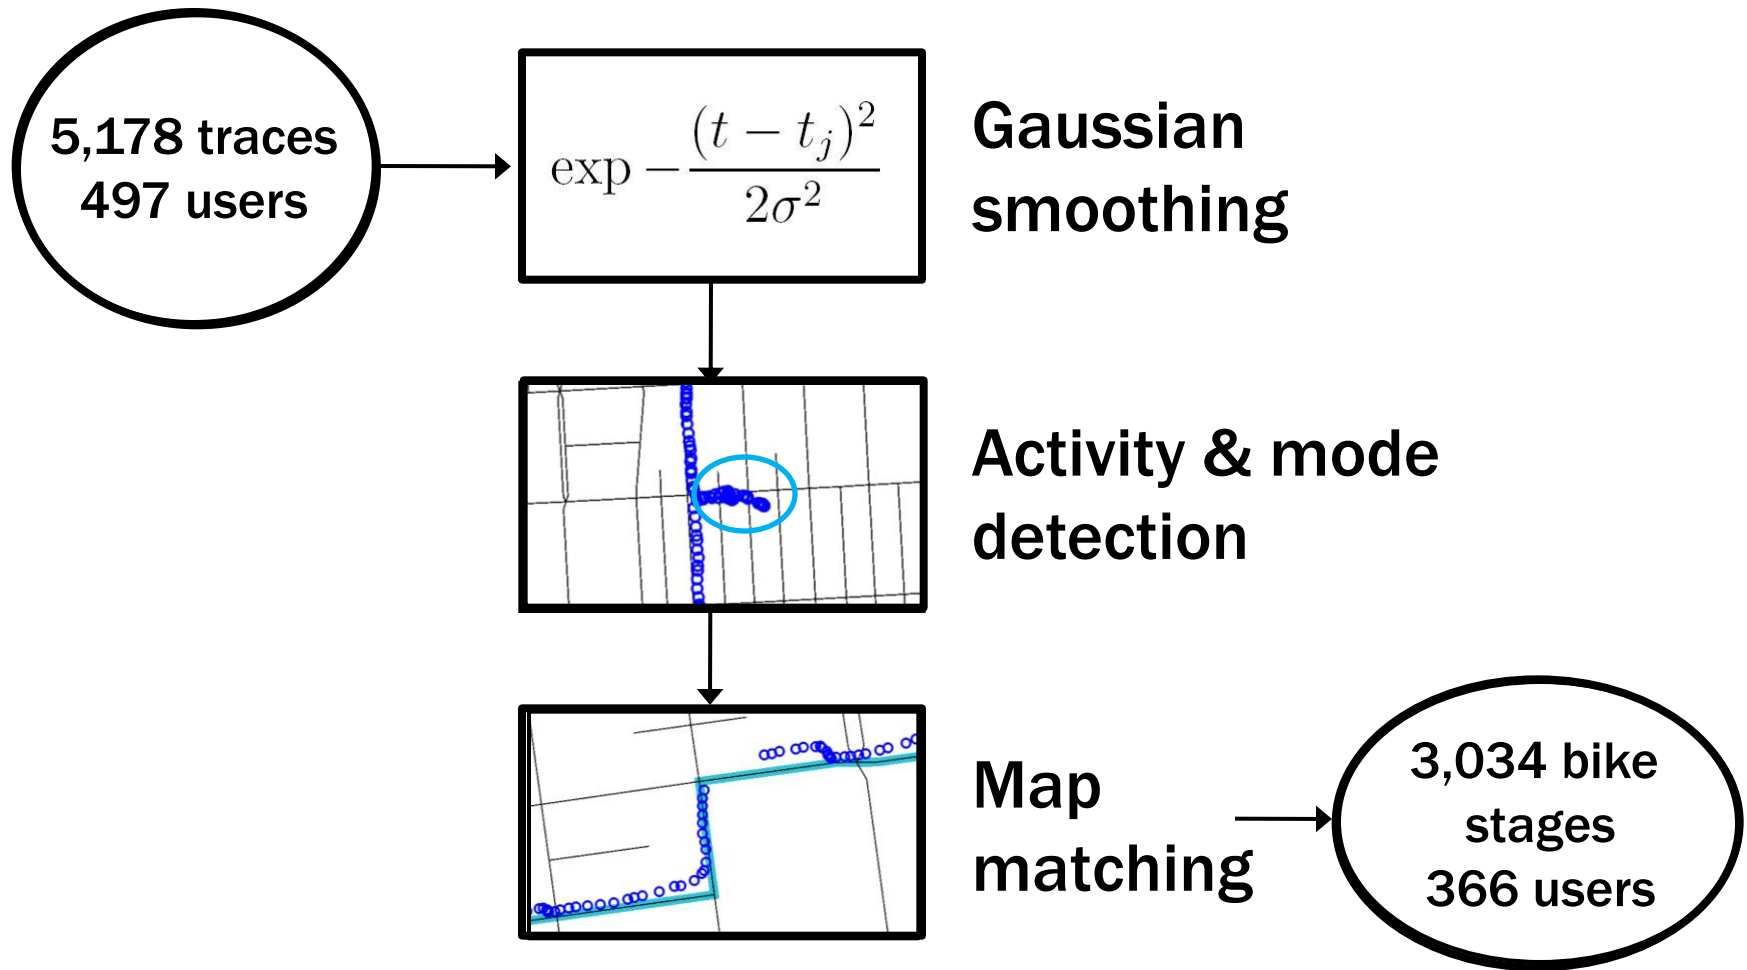 5,178 traces
497 users
exp − (t − t_j)² / 2σ²
Gaussian
smoothing
Activity & mode
detection
Map
matching
3,034 bike
stages
366 users